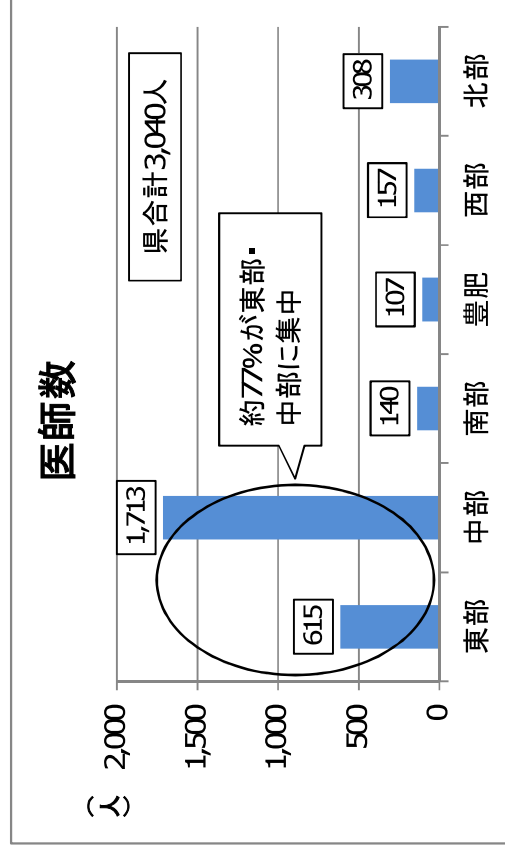 医師数
(人)
2,000
1,500
1,000
500
0
県合計3,040人
約77%が東部・
中部に集中
615
1,713
140
107
157
308
東部
中部
南部
豊肥
西部
北部